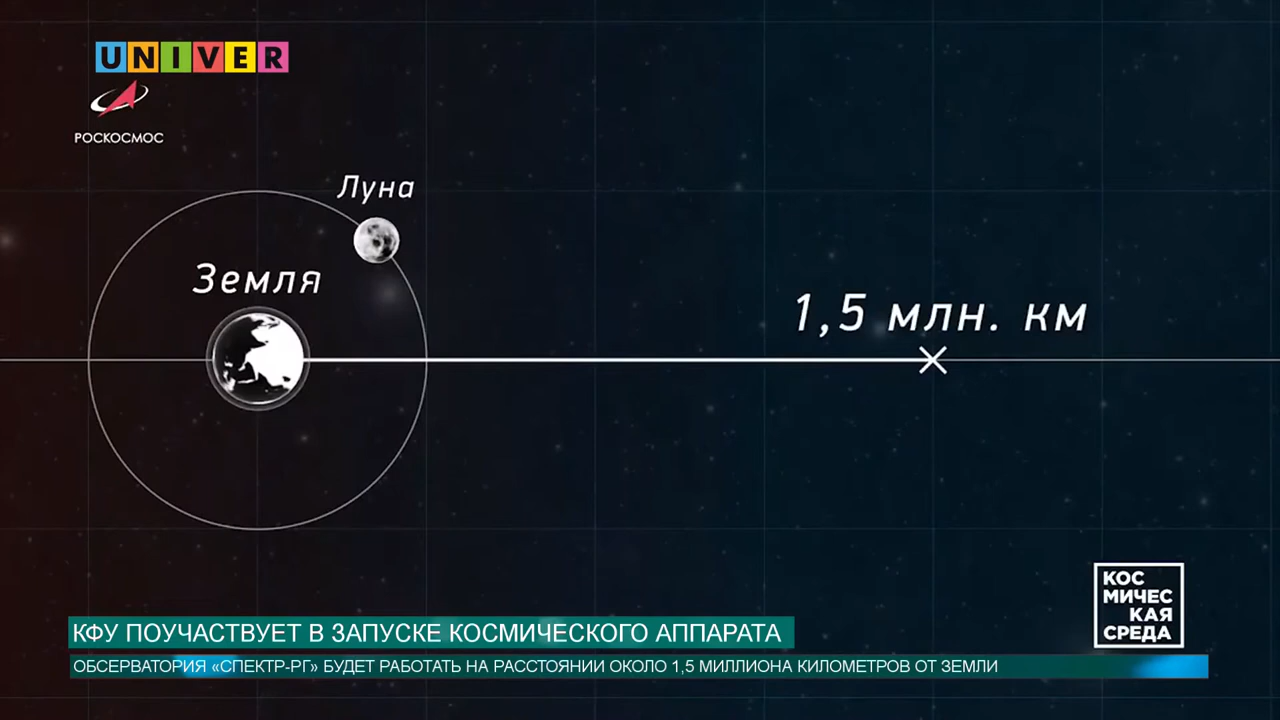 UNIVER
РОСКОСМОС
Луна
Земля
1,5 млн. км
КОС
МИЧЕС
КАЯ
СРЕДА
КФУ ПОУЧАСТВУЕТ В ЗАПУСКЕ КОСМИЧЕСКОГО АППАРАТА
ОБСЕРВАТОРИЯ «СПЕКТР-РГ» БУДЕТ РАБОТАТЬ НА РАССТОЯНИИ ОКОЛО 1,5 МИЛЛИОНА КИЛОМЕТРОВ ОТ ЗЕМЛИ